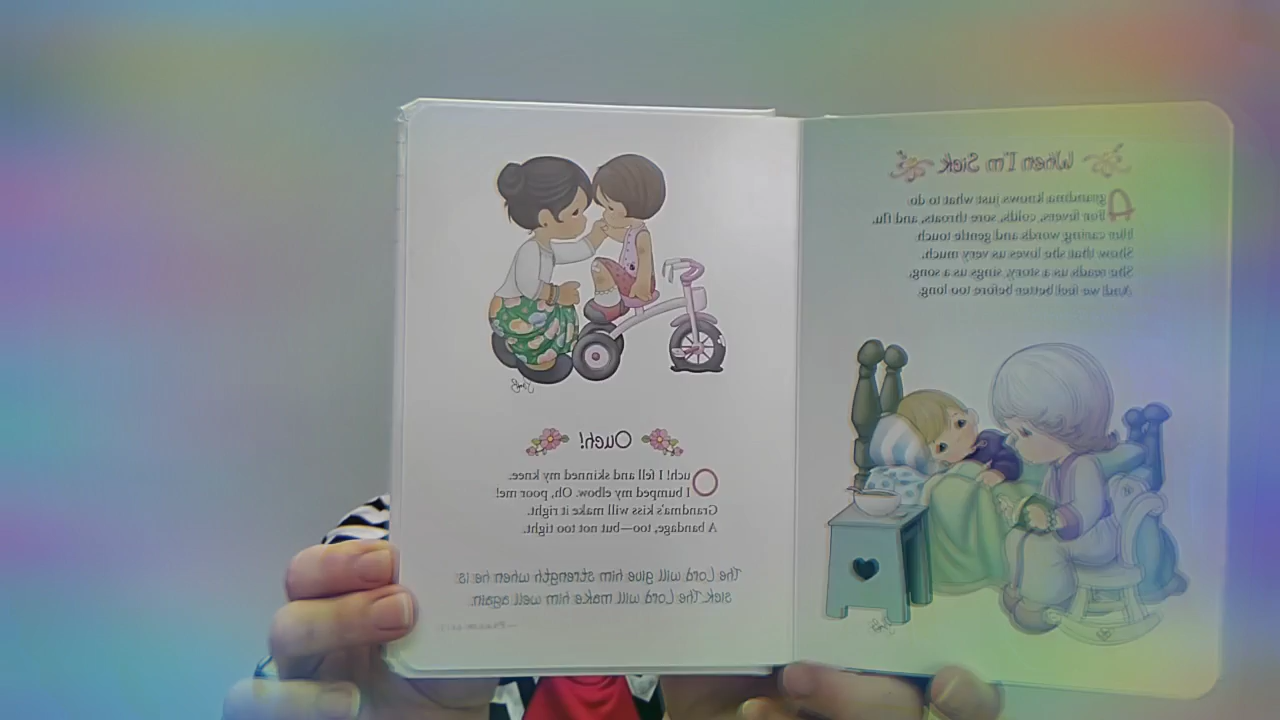 When I'm Sick
A grandma knows just what to do
For fevers, colds, sore throats, and flu.
Her caring words and gentle touch
Show that she loves us very much.
She reads us a story, sings us a song,
And we feel better before too long.
Ouch!
Ouch! I fell and skinned my knee.
I bumped my elbow. Oh, poor me!
Grandma's kiss will make it right.
A bandage, too—but not too tight.
The Lord will give him strength when he is
sick. The Lord will make him well again.